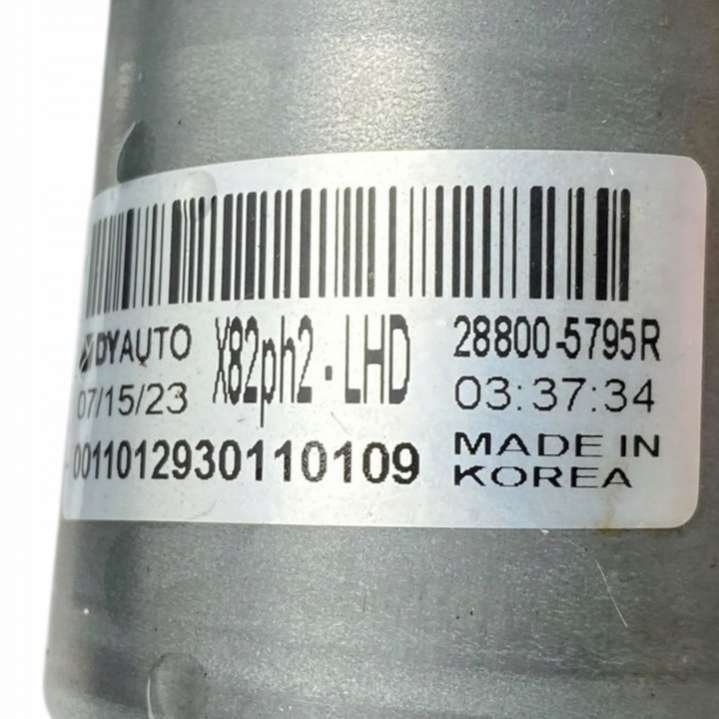 DYAUTO X82ph2-LHD 28800-5795R
07/15/23 03:37:34
0011012930110109 MADE IN
KOREA